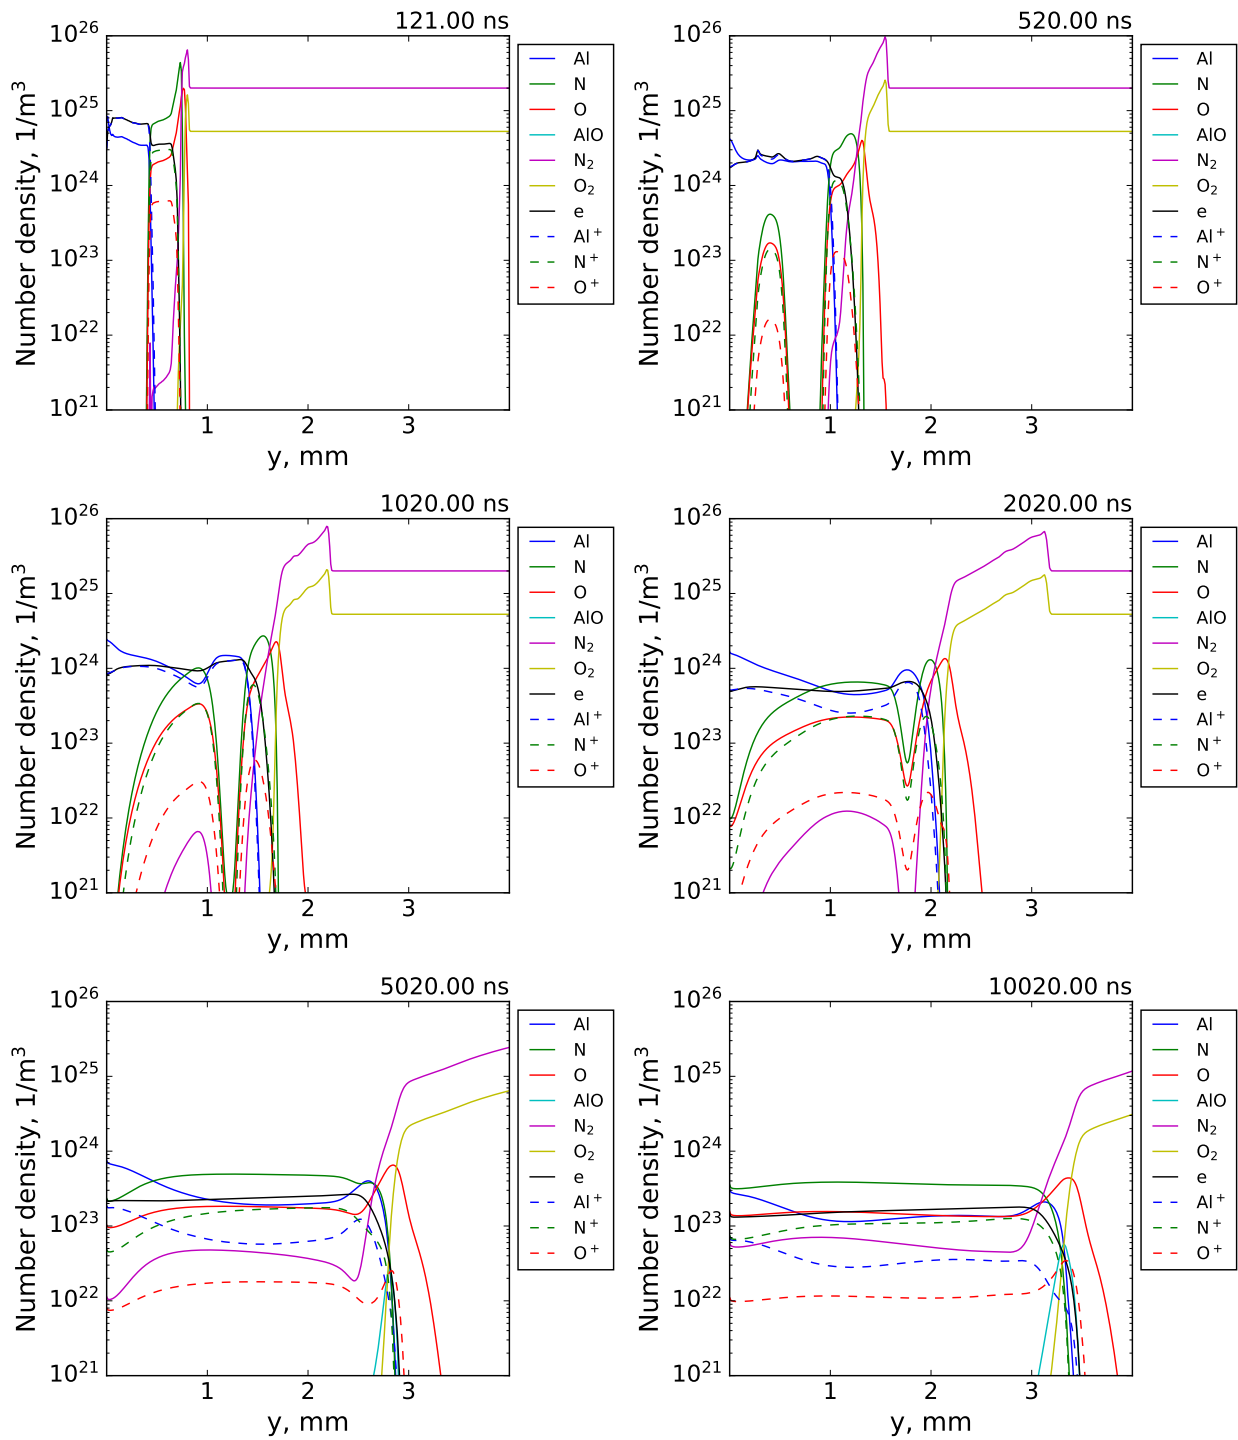 121.00 ns
Number density, 1/m³
10²⁶
10²⁵
10²⁴
10²³
10²²
10²¹
1 2 3
y, mm
Al
N
O
AlO
N₂
O₂
e
Al⁺
N⁺
O⁺
520.00 ns
Number density, 1/m³
10²⁶
10²⁵
10²⁴
10²³
10²²
10²¹
1 2 3
y, mm
Al
N
O
AlO
N₂
O₂
e
Al⁺
N⁺
O⁺
1020.00 ns
Number density, 1/m³
10²⁶
10²⁵
10²⁴
10²³
10²²
10²¹
1 2 3
y, mm
Al
N
O
AlO
N₂
O₂
e
Al⁺
N⁺
O⁺
2020.00 ns
Number density, 1/m³
10²⁶
10²⁵
10²⁴
10²³
10²²
10²¹
1 2 3
y, mm
Al
N
O
AlO
N₂
O₂
e
Al⁺
N⁺
O⁺
5020.00 ns
Number density, 1/m³
10²⁶
10²⁵
10²⁴
10²³
10²²
10²¹
1 2 3
y, mm
Al
N
O
AlO
N₂
O₂
e
Al⁺
N⁺
O⁺
10020.00 ns
Number density, 1/m³
10²⁶
10²⁵
10²⁴
10²³
10²²
10²¹
1 2 3
y, mm
Al
N
O
AlO
N₂
O₂
e
Al⁺
N⁺
O⁺